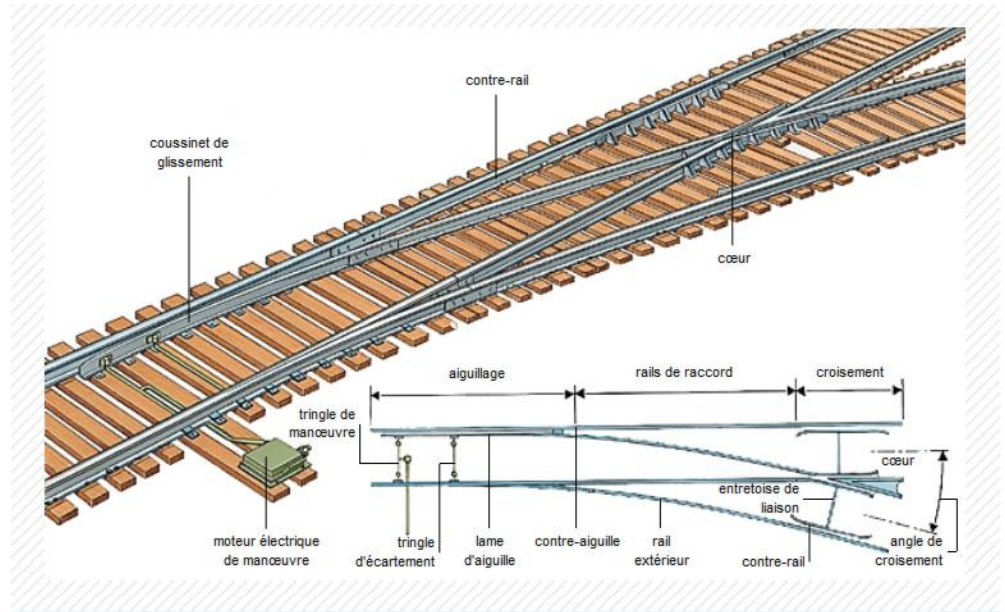 contre-rail
coussinet de
glissement
cœur
aiguillage
rails de raccord
croisement
tringle de
manœuvre
cœur
entretoise de
liaison
moteur électrique
de manœuvre
tringle
d'écartement
lame
d'aiguille
contre-aiguille
rail
extérieur
contre-rail
angle de
croisement